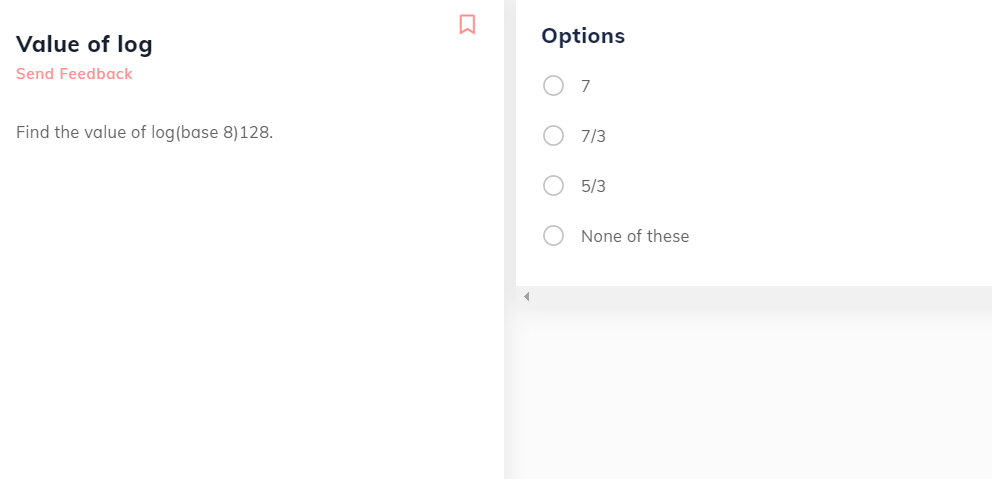 Value of log
Send Feedback
Find the value of log(base 8)128.
Options
7
7/3
5/3
None of these